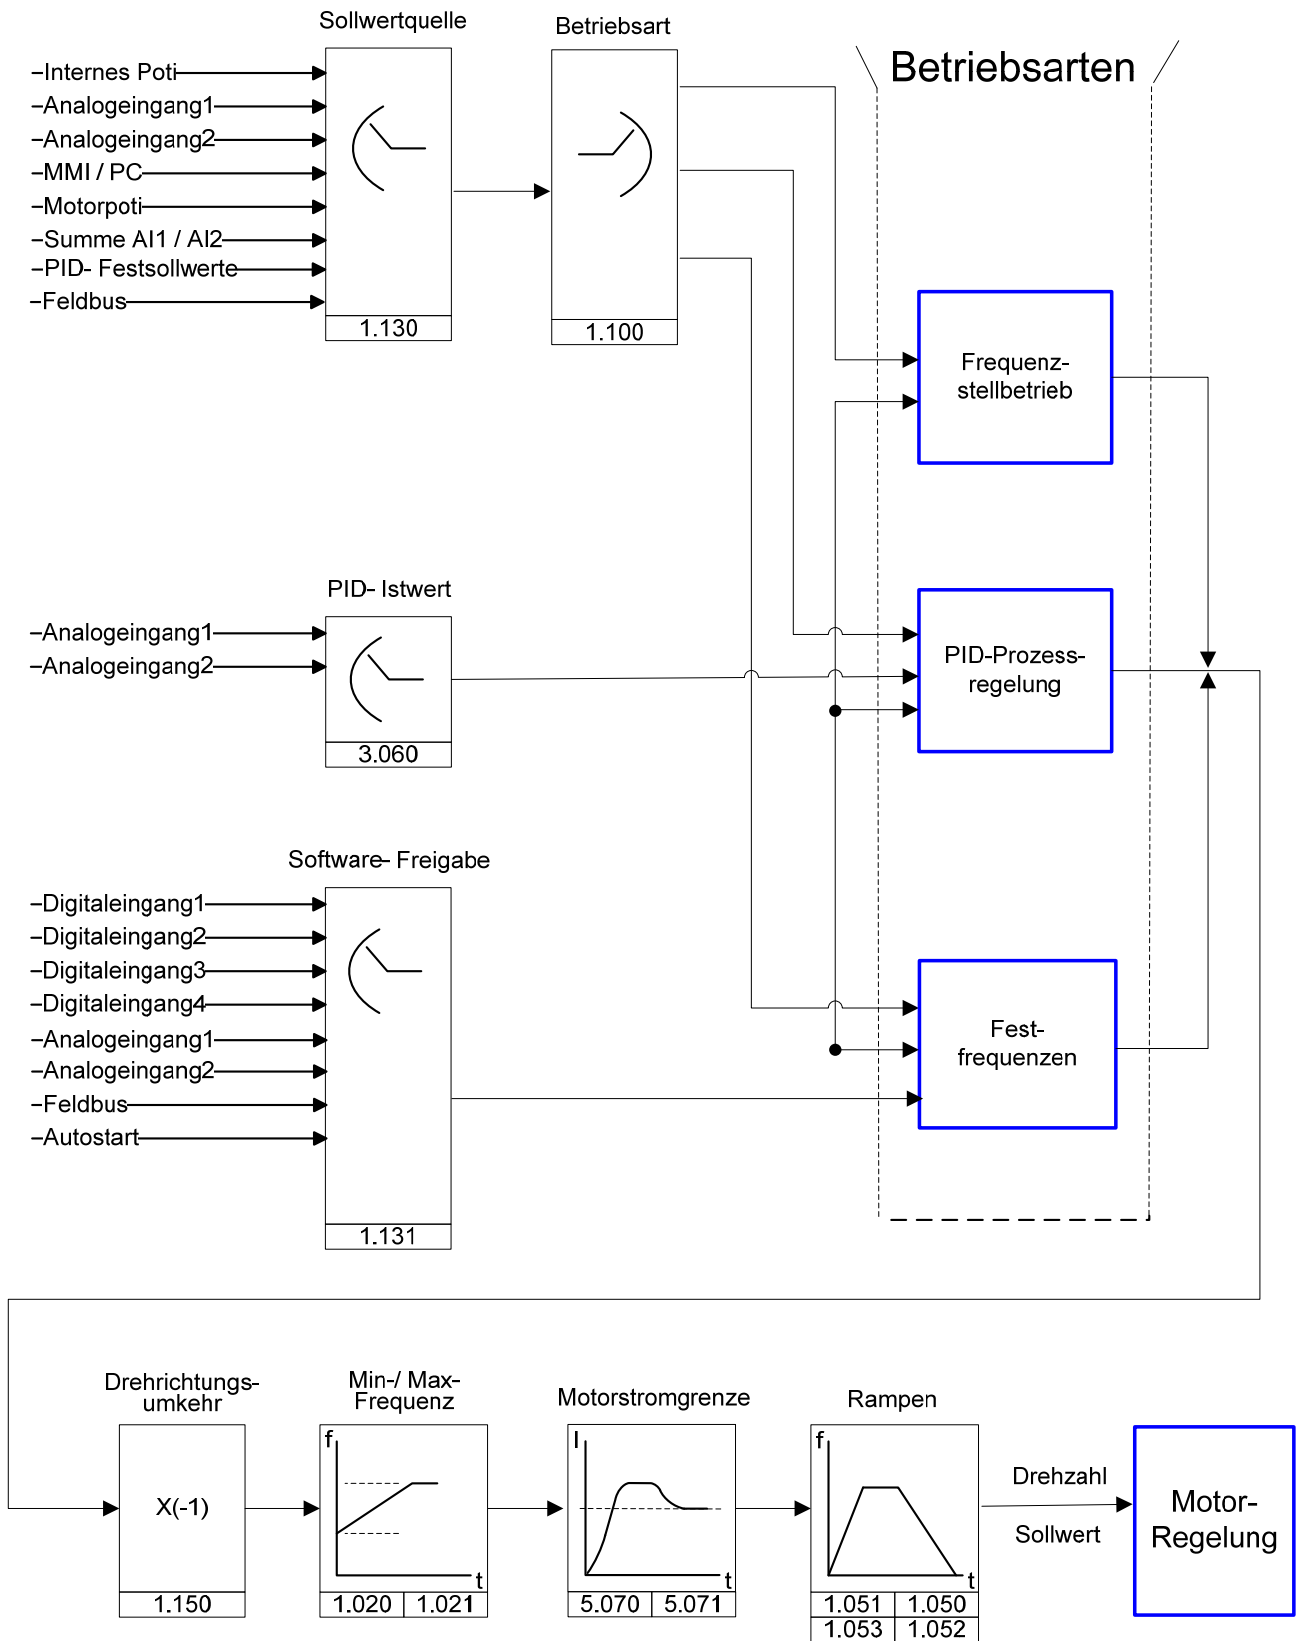 Sollwertquelle
Betriebsart
Betriebsarten
–Internes Poti
–Analogeingang1
–Analogeingang2
–MMI / PC
–Motorpoti
–Summe AI1 / AI2
–PID- Festsollwerte
–Feldbus
1.130
1.100
Frequenz-
stellbetrieb
PID- Istwert
–Analogeingang1
–Analogeingang2
3.060
PID-Prozess-
regelung
Software- Freigabe
–Digitaleingang1
–Digitaleingang2
–Digitaleingang3
–Digitaleingang4
–Analogeingang1
–Analogeingang2
–Feldbus
–Autostart
1.131
Fest-
frequenzen
Drehrichtungs-
umkehr
X(-1)
1.150
Min-/ Max-
Frequenz
f
t
1.020 1.021
Motorstromgrenze
I
t
5.070 5.071
Rampen
f
t
1.051 1.050
1.053 1.052
Drehzahl
Sollwert
Motor-
Regelung